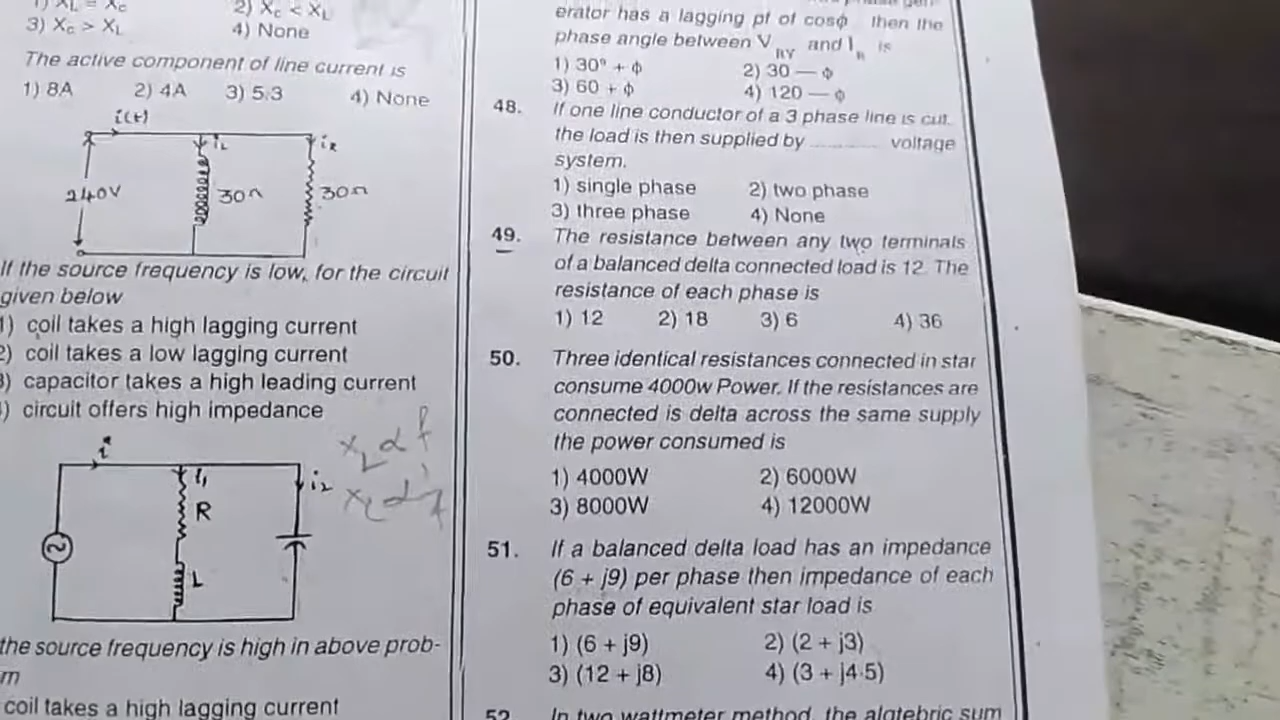 1) XL = Xc
2) Xc < XL
3) Xc > XL
4) None
The active component of line current is
1) 8A 2) 4A 3) 5.3 4) None
i(t)
iL
iR
240V
30Ω
30Ω
If the source frequency is low, for the circuit
given below
1) coil takes a high lagging current
2) coil takes a low lagging current
3) capacitor takes a high leading current
4) circuit offers high impedance
XL α f
i
i1
i2
R
L
the source frequency is high in above prob-
m
coil takes a high lagging current
erator has a lagging pf of cosϕ then the
phase angle between VRY and IR is
1) 30° + ϕ 2) 30 — ϕ
3) 60 + ϕ 4) 120 — ϕ
48. If one line conductor of a 3 phase line is cut.
the load is then supplied by ............ voltage
system.
1) single phase 2) two phase
3) three phase 4) None
49. The resistance between any two terminals
of a balanced delta connected load is 12. The
resistance of each phase is
1) 12 2) 18 3) 6 4) 36
50. Three identical resistances connected in star
consume 4000w Power. If the resistances are
connected is delta across the same supply
the power consumed is
1) 4000W 2) 6000W
3) 8000W 4) 12000W
51. If a balanced delta load has an impedance
(6 + j9) per phase then impedance of each
phase of equivalent star load is
1) (6 + j9) 2) (2 + j3)
3) (12 + j8) 4) (3 + j4.5)
52. In two wattmeter method, the algtebric sum